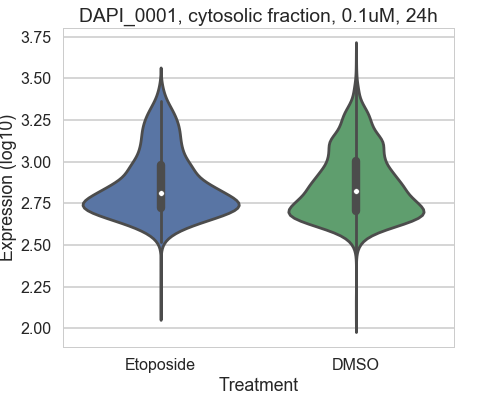 DAPI_0001, cytosolic fraction, 0.1uM, 24h
Expression (log10)
3.75
3.50
3.25
3.00
2.75
2.50
2.25
2.00
Etoposide DMSO
Treatment